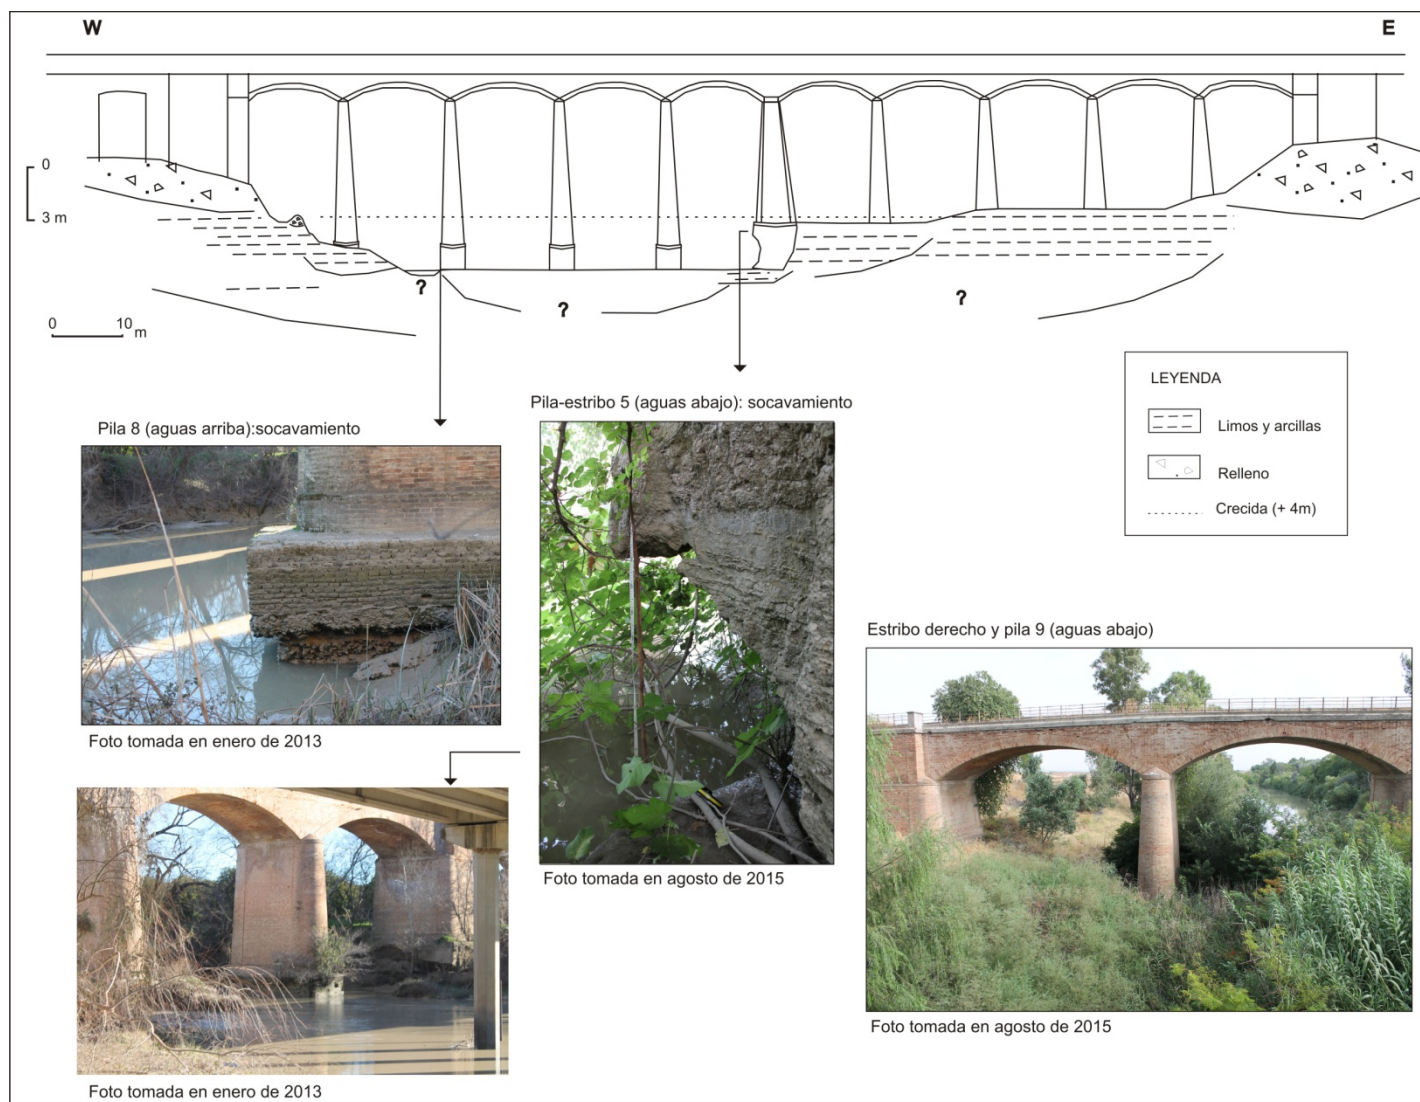 W
E
0
3 m
?
?
?
0
10 m
LEYENDA
Limos y arcillas
Relleno
Crecida (+ 4m)
Pila 8 (aguas arriba):socavamiento
Pila-estribo 5 (aguas abajo): socavamiento
Foto tomada en enero de 2013
Foto tomada en agosto de 2015
Estribo derecho y pila 9 (aguas abajo)
Foto tomada en enero de 2013
Foto tomada en agosto de 2015